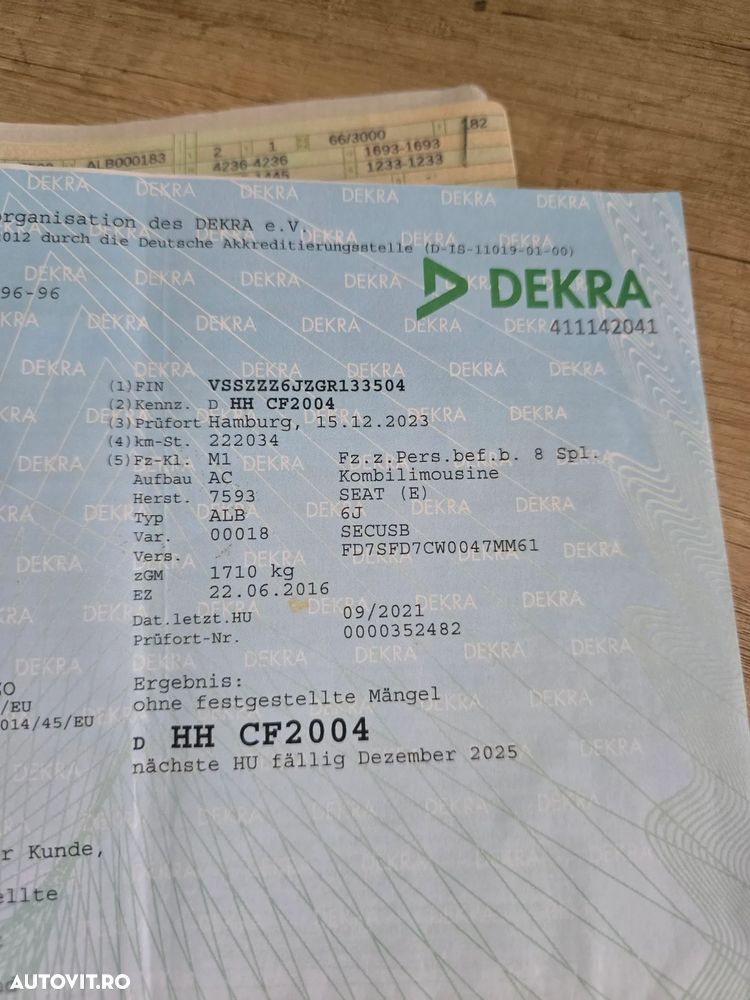 ALB000183 2 1 66/3000 182
4236-4236 1693-1693
1233-1233
organisation des DEKRA e.V.
2012 durch die Deutsche Akkreditierungsstelle (D-IS-11019-01-00)
96-96
DEKRA
411142041
(1) FIN VSSZZZ6JZGR133504
(2) Kennz. D HH CF2004
(3) Prüfort Hamburg, 15.12.2023
(4) km-St. 222034
(5) Fz-Kl. M1 Fz.z.Pers.bef.b. 8 Spl.
Aufbau AC Kombilimousine
Herst. 7593 SEAT (E)
Typ ALB 6J
Var. 00018 SECUSB
Vers. FD7SFD7CW0047MM61
zGM 1710 kg
EZ 22.06.2016
Dat.letzt.HU 09/2021
Prüfort-Nr. 0000352482
Ergebnis:
/EU ohne festgestellte Mängel
014/45/EU
D HH CF2004
nächste HU fällig Dezember 2025
r Kunde,
ellte
AUTOVIT.RO